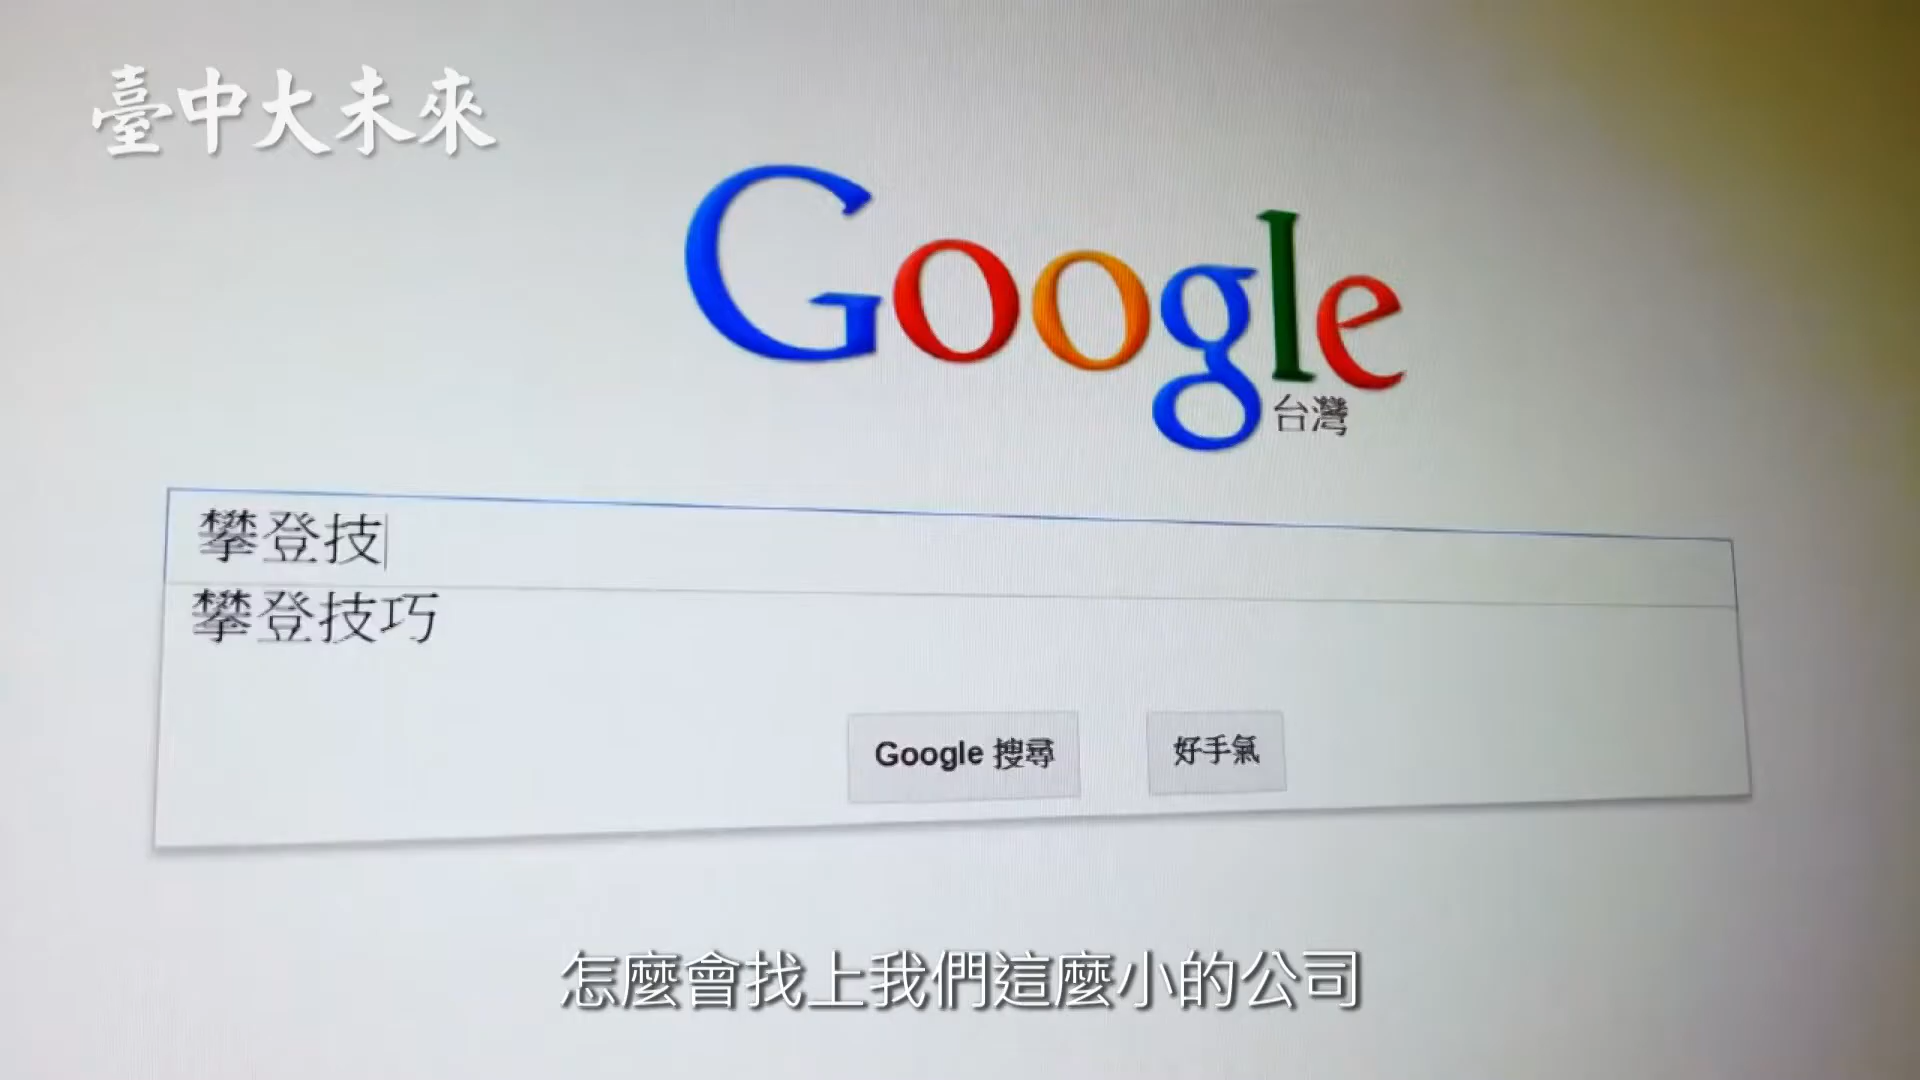 臺中大未來
Google
台灣
攀登技
攀登技巧
Google 搜尋
好手氣
怎麼會找上我們這麼小的公司